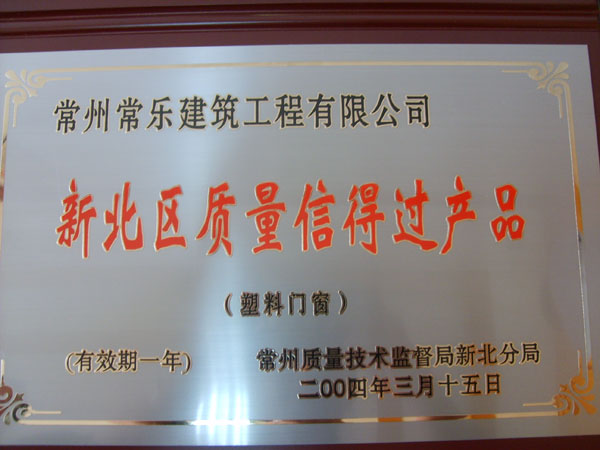 常州常乐建筑工程有限公司
新北区质量信得过产品
（塑料门窗）
(有效期一年)
常州质量技术监督局新北分局
二00四年三月十五日